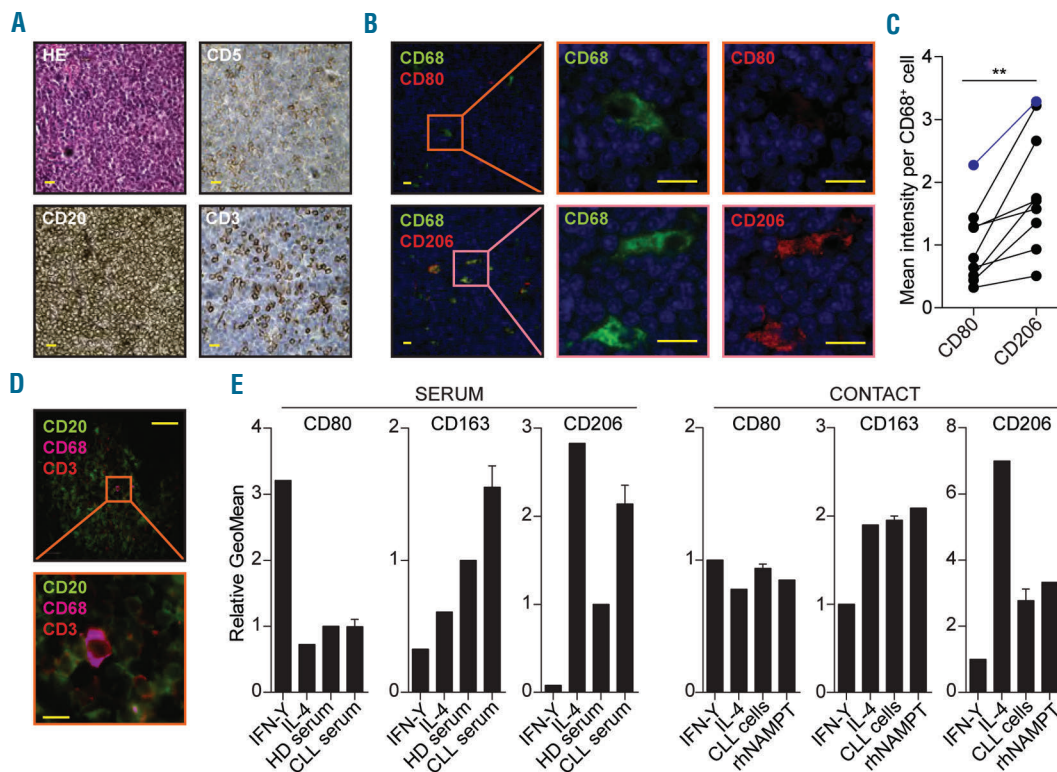 A
HE
CD5
CD20
CD3
B
CD68
CD80
CD68
CD80
CD68
CD206
CD68
CD206
C
**
Mean intensity per CD68+ cell
4
3
2
1
0
CD80
CD206
D
CD20
CD68
CD3
CD20
CD68
CD3
E
SERUM
CONTACT
Relative GeoMean
CD80
4
3
2
1
0
IFN-Y
IL-4
HD serum
CLL serum
CD163
2
1
0
IFN-Y
IL-4
HD serum
CLL serum
CD206
3
2
1
0
IFN-Y
IL-4
HD serum
CLL serum
CD80
2
1
0
IFN-Y
IL-4
CLL cells
rhNAMPT
CD163
3
2
1
0
IFN-Y
IL-4
CLL cells
rhNAMPT
CD206
8
6
4
2
0
IFN-Y
IL-4
CLL cells
rhNAMPT